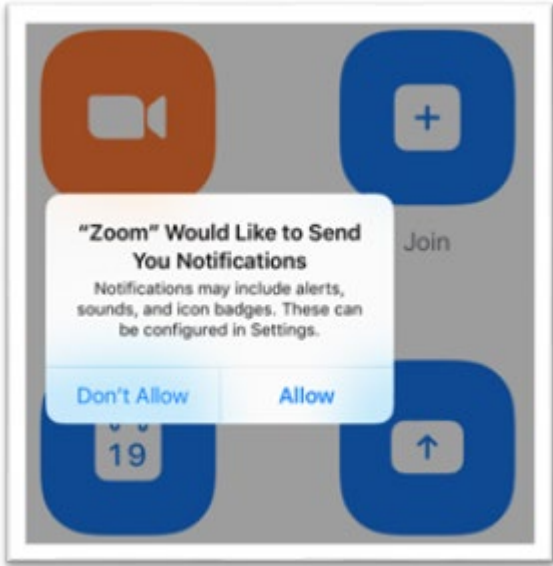 “Zoom” Would Like to Send
You Notifications
Join
Notifications may include alerts,
sounds, and icon badges. These can
be configured in Settings.
Don't Allow
Allow
19